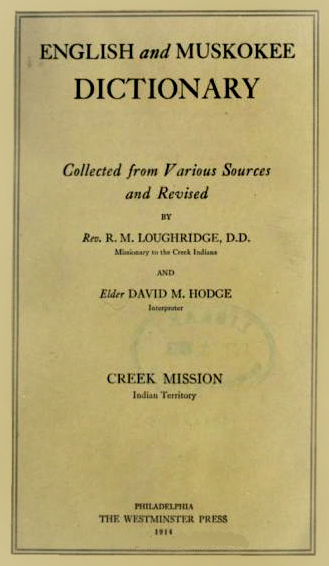 ENGLISH and MUSKOKEE
DICTIONARY
Collected from Various Sources
and Revised
BY
Rev. R. M. LOUGHRIDGE, D.D.
Missionary to the Creek Indians
AND
Elder DAVID M. HODGE
Interpreter
CREEK MISSION
Indian Territory
PHILADELPHIA
THE WESTMINSTER PRESS
1914